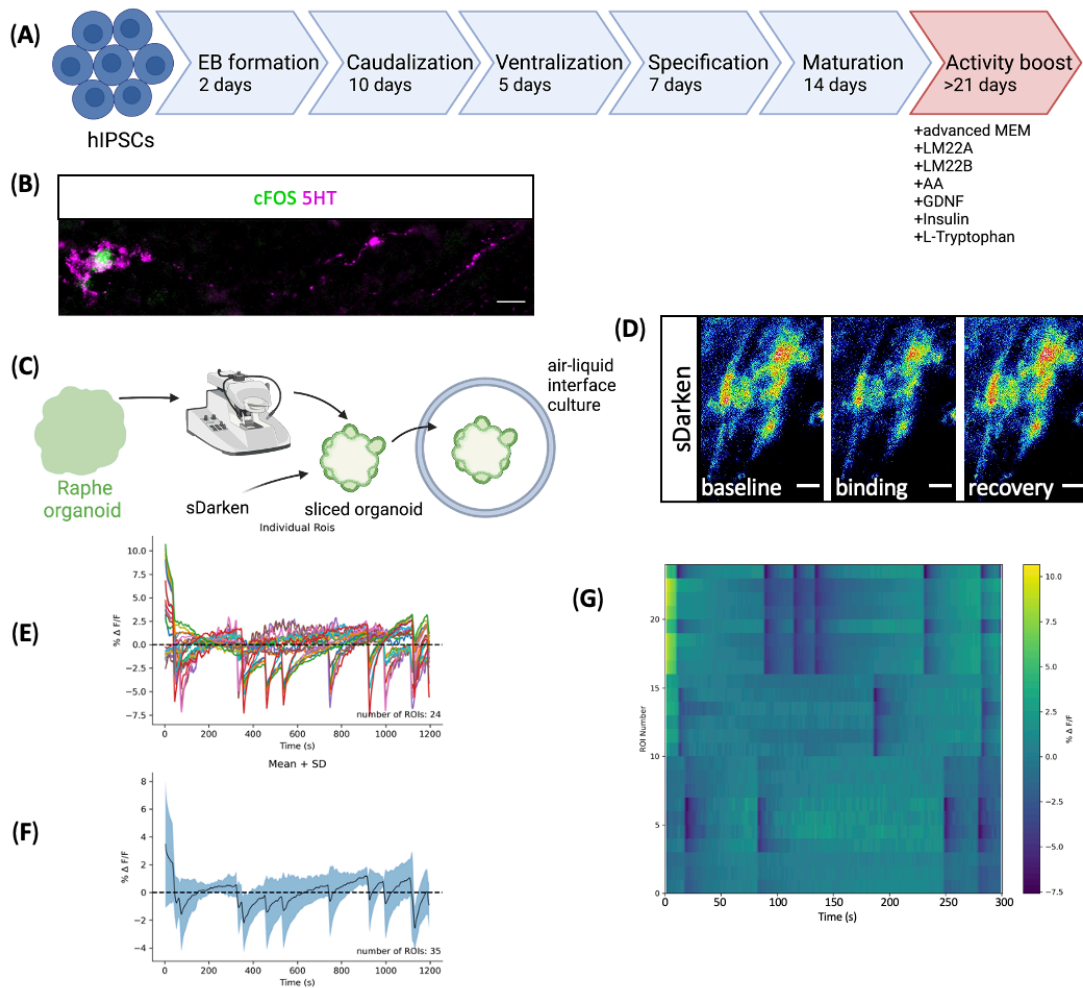 (A)
EB formation
2 days
Caudalization
10 days
Ventralization
5 days
Specification
7 days
Maturation
14 days
Activity boost
>21 days
hIPSCs
+advanced MEM
+LM22A
+LM22B
+AA
+GDNF
+Insulin
+L-Tryptophan
(B)
cFOS 5HT
(C)
Raphe
organoid
sDarken
sliced organoid
air-liquid
interface
culture
(D)
sDarken
baseline
binding
recovery
(E)
Individual Rois
% Δ F/F
10.0
7.5
5.0
2.5
0.0
−2.5
−5.0
−7.5
number of ROIs: 24
0 200 400 600 800 1000 1200
Time (s)
(F)
Mean + SD
% Δ F/F
8
6
4
2
0
−2
−4
number of ROIs: 35
0 200 400 600 800 1000 1200
Time (s)
(G)
ROI Number
20
15
10
5
0
0 50 100 150 200 250 300
Time (s)
10.0
7.5
5.0
2.5
0.0
−2.5
−5.0
−7.5
% Δ F/F